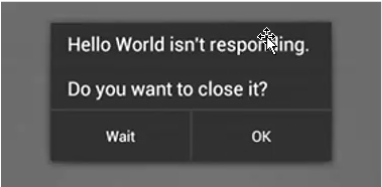 Hello World isn't responding.
Do you want to close it?
Wait
OK